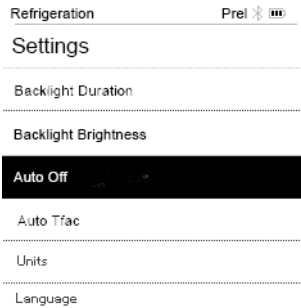 Refrigeration Prel
Settings
Backlight Duration
Backlight Brightness
Auto Off
Auto Tfac
Units
Language